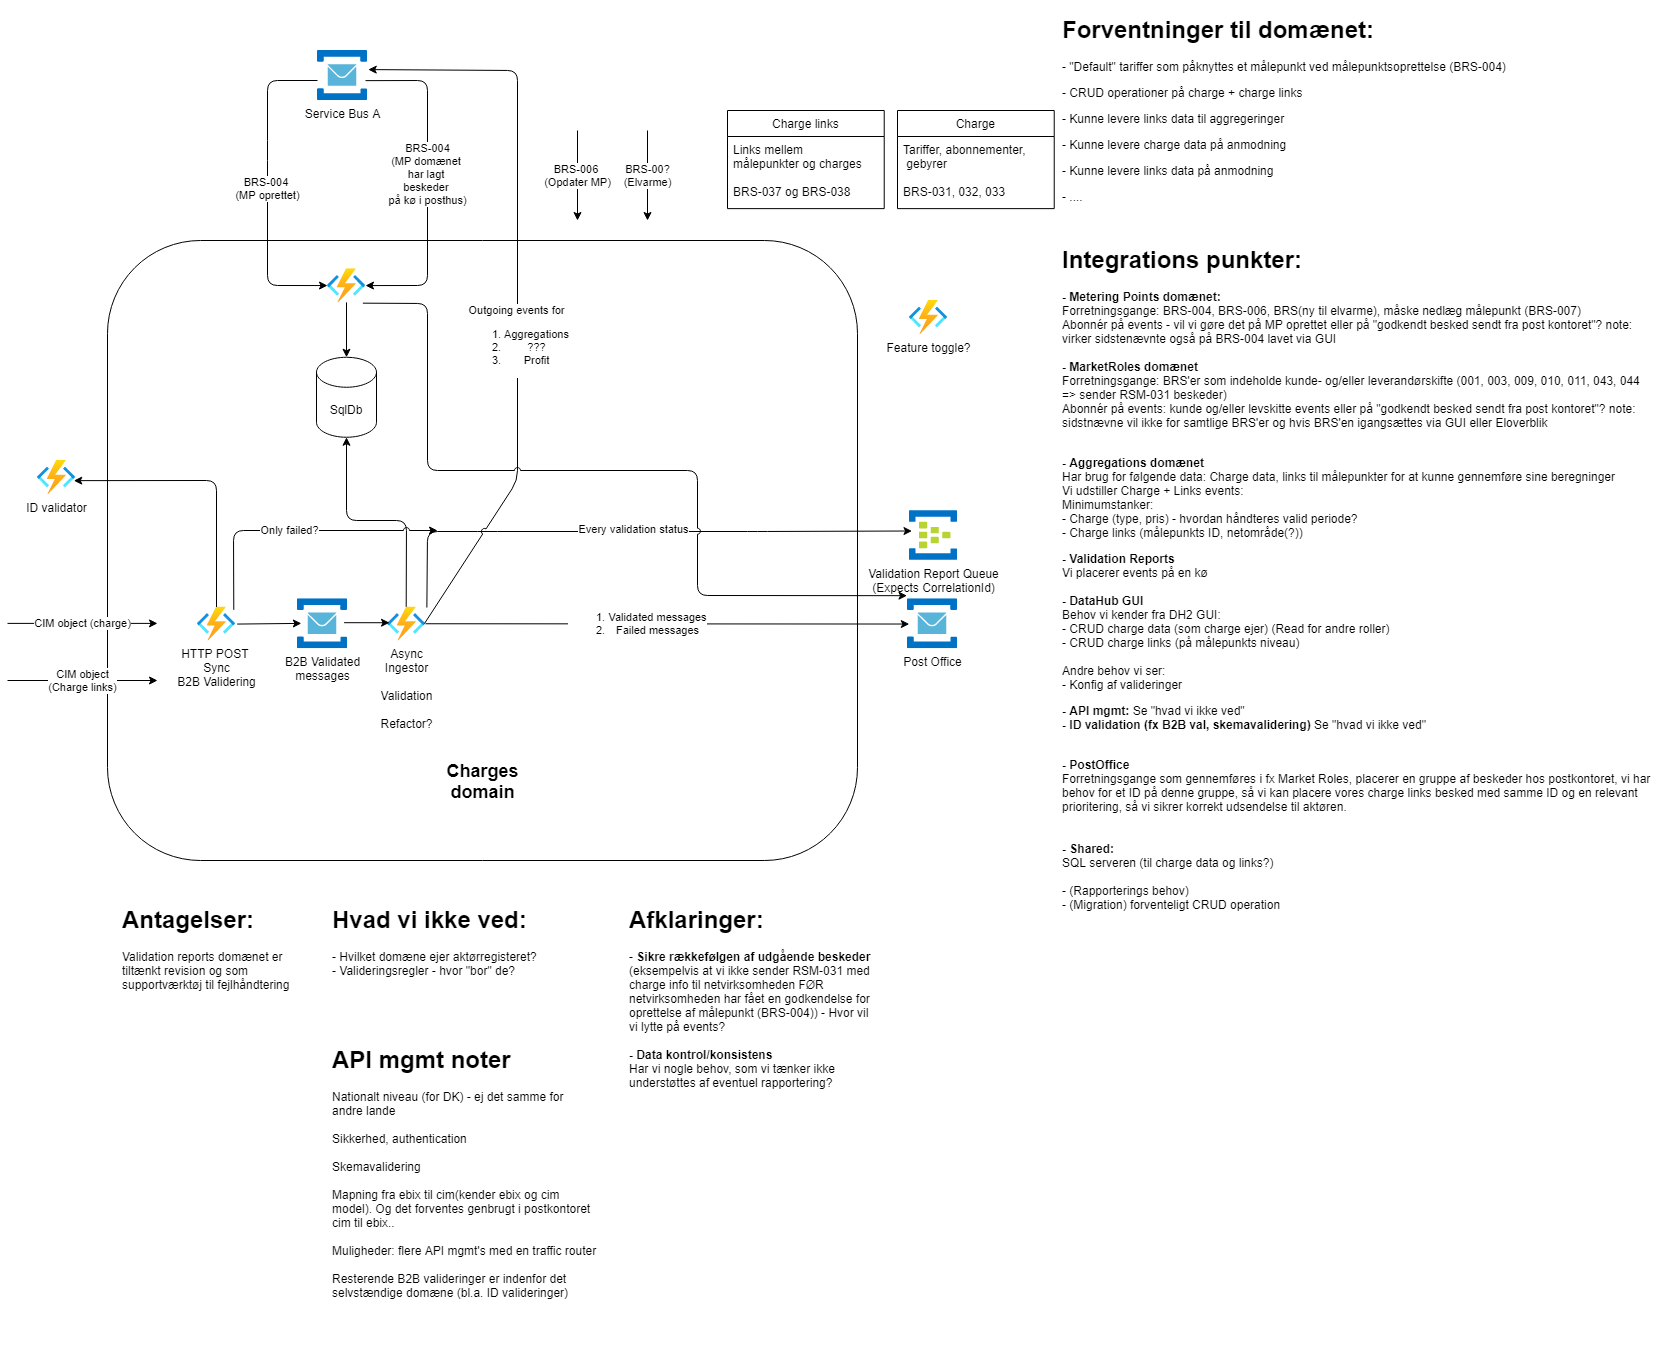 Service Bus A
BRS-004
(MP oprettet)
BRS-004
(MP domænet
har lagt
beskeder
på kø i posthus)
BRS-006
(Opdater MP)
BRS-00?
(Elvarme)
Charge links
Links mellem
målepunkter og charges
BRS-037 og BRS-038
Charge
Tariffer, abonnementer,
gebyrer
BRS-031, 032, 033
Outgoing events for
1. Aggregations
2. ???
3. Profit
Feature toggle?
SqlDb
ID validator
Only failed?
Every validation status
Validation Report Queue
(Expects CorrelationId)
CIM object (charge)
CIM object
(Charge links)
HTTP POST
Sync
B2B Validering
B2B Validated
messages
Async
Ingestor
Validation
Refactor?
1. Validated messages
2. Failed messages
Post Office
Charges
domain
Forventninger til domænet:
- "Default" tariffer som påknyttes et målepunkt ved målepunktsoprettelse (BRS-004)
- CRUD operationer på charge + charge links
- Kunne levere links data til aggregeringer
- Kunne levere charge data på anmodning
- Kunne levere links data på anmodning
- ....
Integrations punkter:
- Metering Points domænet:
Forretningsgange: BRS-004, BRS-006, BRS(ny til elvarme), måske nedlæg målepunkt (BRS-007)
Abonnér på events - vil vi gøre det på MP oprettet eller på "godkendt besked sendt fra post kontoret"? note:
virker sidstenævnte også på BRS-004 lavet via GUI
- MarketRoles domænet
Forretningsgange: BRS'er som indeholde kunde- og/eller leverandørskifte (001, 003, 009, 010, 011, 043, 044
=> sender RSM-031 beskeder)
Abonnér på events: kunde og/eller levskitte events eller på "godkendt besked sendt fra post kontoret"? note:
sidstnævne vil ikke for samtlige BRS'er og hvis BRS'en igangsættes via GUI eller Eloverblik
- Aggregations domænet
Har brug for følgende data: Charge data, links til målepunkter for at kunne gennemføre sine beregninger
Vi udstiller Charge + Links events:
Minimumstanker:
- Charge (type, pris) - hvordan håndteres valid periode?
- Charge links (målepunkts ID, netområde(?))
- Validation Reports
Vi placerer events på en kø
- DataHub GUI
Behov vi kender fra DH2 GUI:
- CRUD charge data (som charge ejer) (Read for andre roller)
- CRUD charge links (på målepunkts niveau)
Andre behov vi ser:
- Konfig af valideringer
- API mgmt: Se "hvad vi ikke ved"
- ID validation (fx B2B val, skemavalidering) Se "hvad vi ikke ved"
- PostOffice
Forretningsgange som gennemføres i fx Market Roles, placerer en gruppe af beskeder hos postkontoret, vi har
behov for et ID på denne gruppe, så vi kan placere vores charge links besked med samme ID og en relevant
prioritering, så vi sikrer korrekt udsendelse til aktøren.
- Shared:
SQL serveren (til charge data og links?)
- (Rapporterings behov)
- (Migration) forventeligt CRUD operation
Antagelser:
Validation reports domænet er
tiltænkt revision og som
supportværktøj til fejlhåndtering
Hvad vi ikke ved:
- Hvilket domæne ejer aktørregisteret?
- Valideringsregler - hvor "bor" de?
API mgmt noter
Nationalt niveau (for DK) - ej det samme for
andre lande
Sikkerhed, authentication
Skemavalidering
Mapning fra ebix til cim(kender ebix og cim
model). Og det forventes genbrugt i postkontoret
cim til ebix..
Muligheder: flere API mgmt's med en traffic router
Resterende B2B valideringer er indenfor det
selvstændige domæne (bl.a. ID valideringer)
Afklaringer:
- Sikre rækkefølgen af udgående beskeder
(eksempelvis at vi ikke sender RSM-031 med
charge info til netvirksomheden FØR
netvirksomheden har fået en godkendelse for
oprettelse af målepunkt (BRS-004)) - Hvor vil
vi lytte på events?
- Data kontrol/konsistens
Har vi nogle behov, som vi tænker ikke
understøttes af eventuel rapportering?